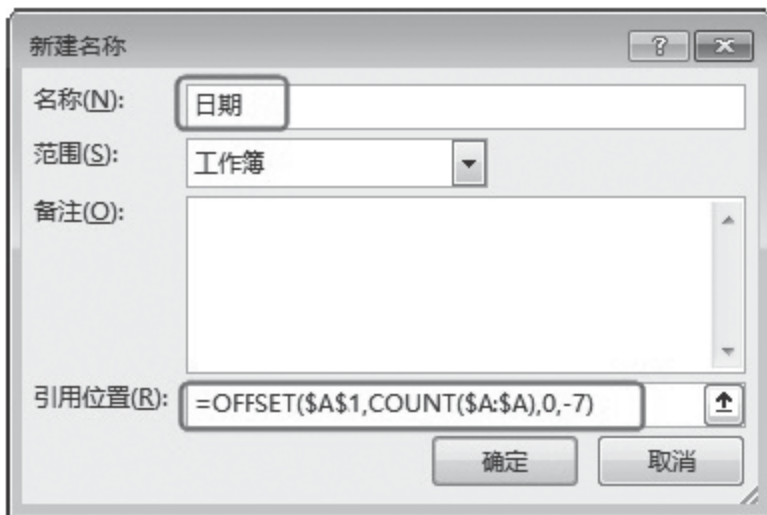 新建名称
名称(N): 日期
范围(S): 工作簿
备注(O):
引用位置(R): =OFFSET($A$1,COUNT($A:$A),0,-7)
确定 取消